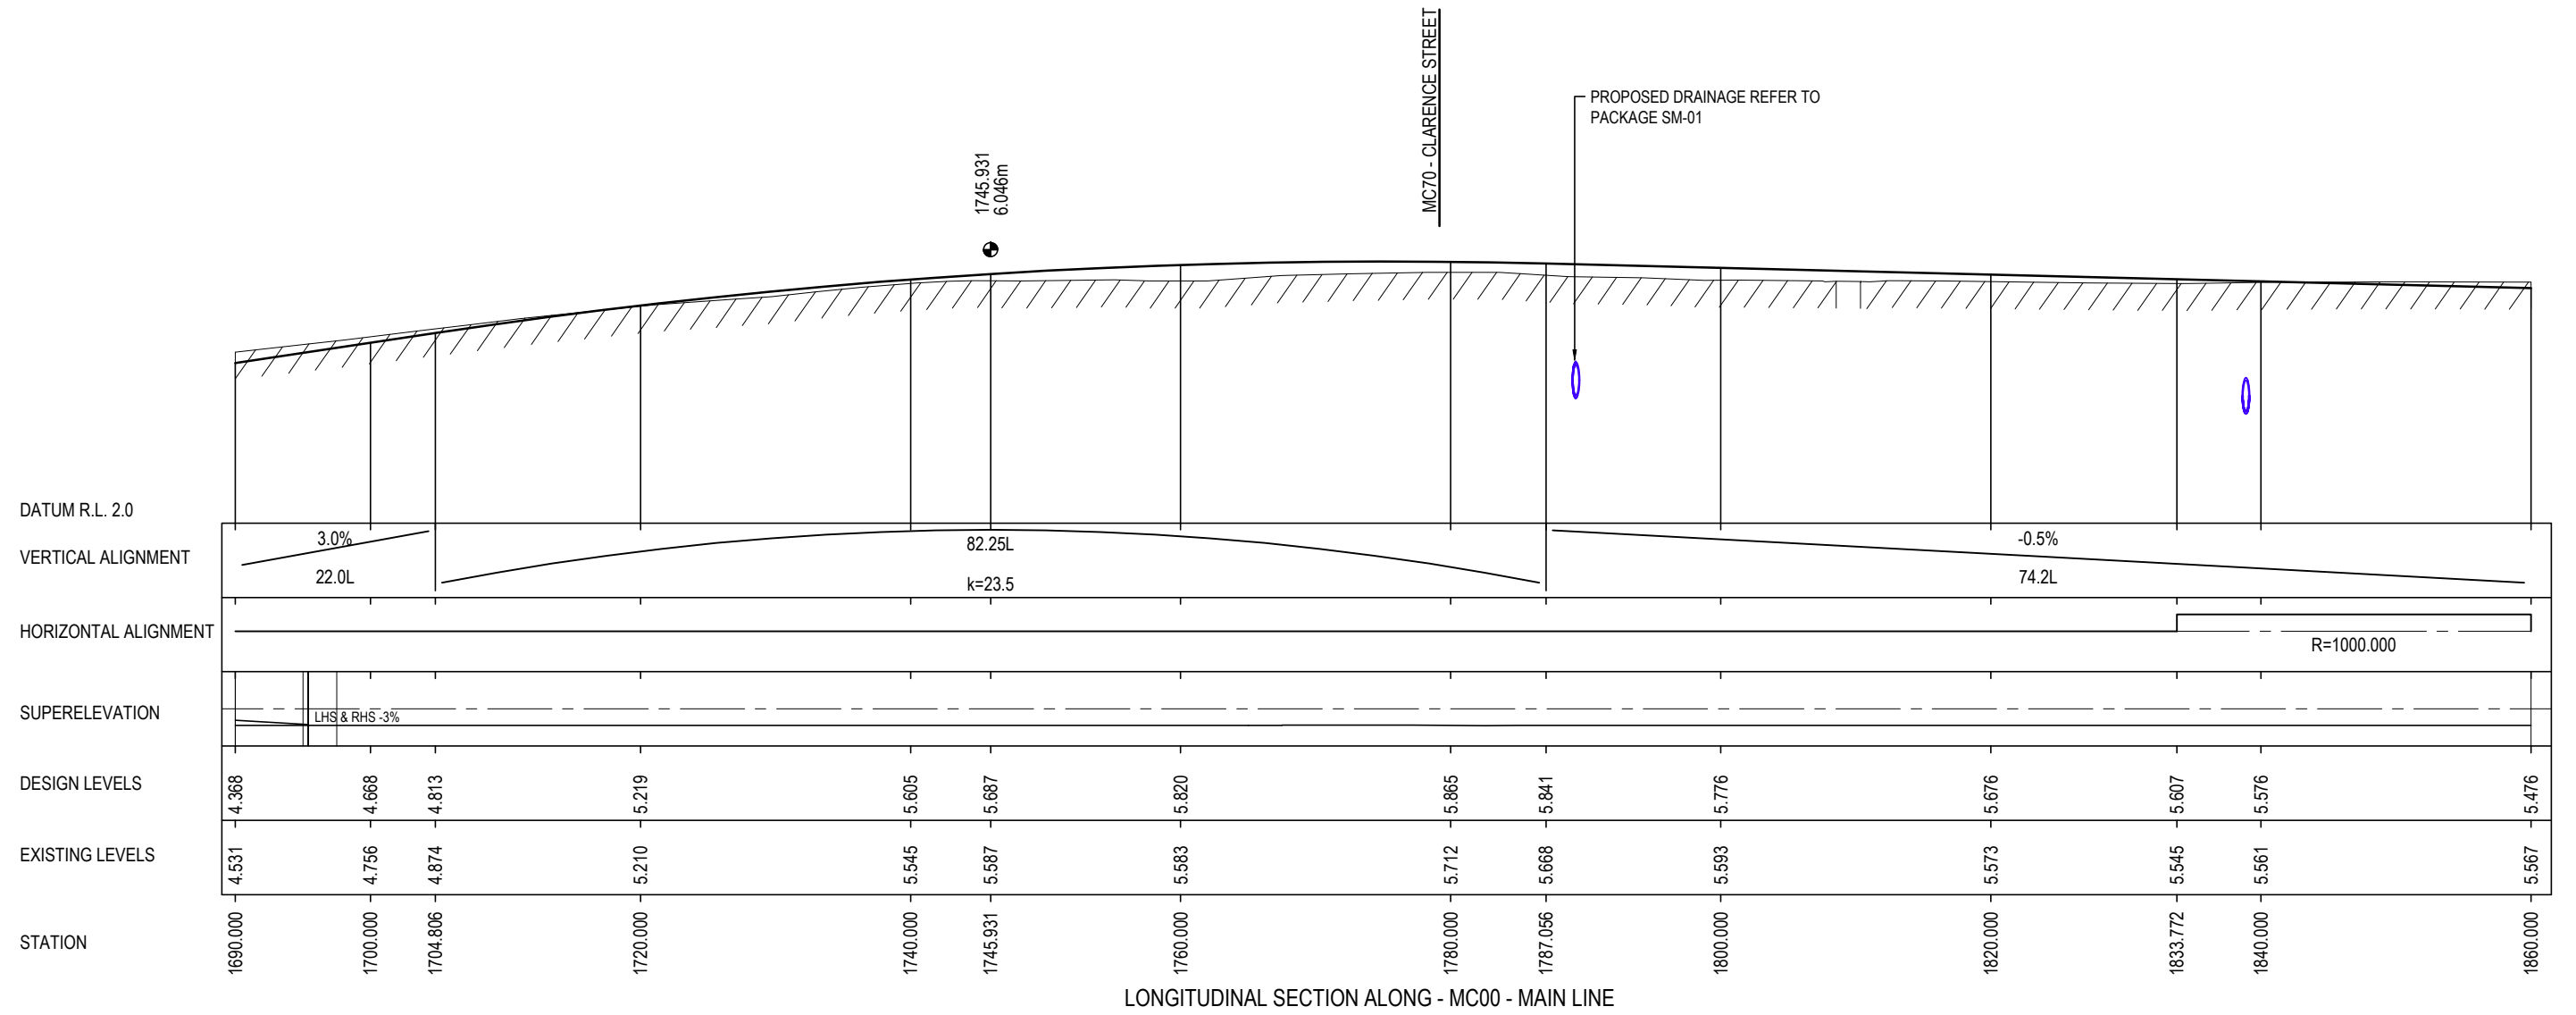 MC70 - CLARENCE STREET
PROPOSED DRAINAGE REFER TO
PACKAGE SM-01
1745.931
6.046m
DATUM R.L. 2.0
VERTICAL ALIGNMENT
3.0%
22.0L
82.25L
k=23.5
-0.5%
74.2L
HORIZONTAL ALIGNMENT
R=1000.000
SUPERELEVATION
LHS & RHS -3%
DESIGN LEVELS 4.368 4.668 4.813 5.219 5.605 5.687 5.820 5.865 5.841 5.776 5.676 5.607 5.576 5.476
EXISTING LEVELS 4.531 4.756 4.874 5.210 5.545 5.587 5.583 5.712 5.668 5.593 5.573 5.545 5.561 5.567
STATION 1690.000 1700.000 1704.806 1720.000 1740.000 1745.931 1760.000 1780.000 1787.056 1800.000 1820.000 1833.772 1840.000 1860.000
LONGITUDINAL SECTION ALONG - MC00 - MAIN LINE